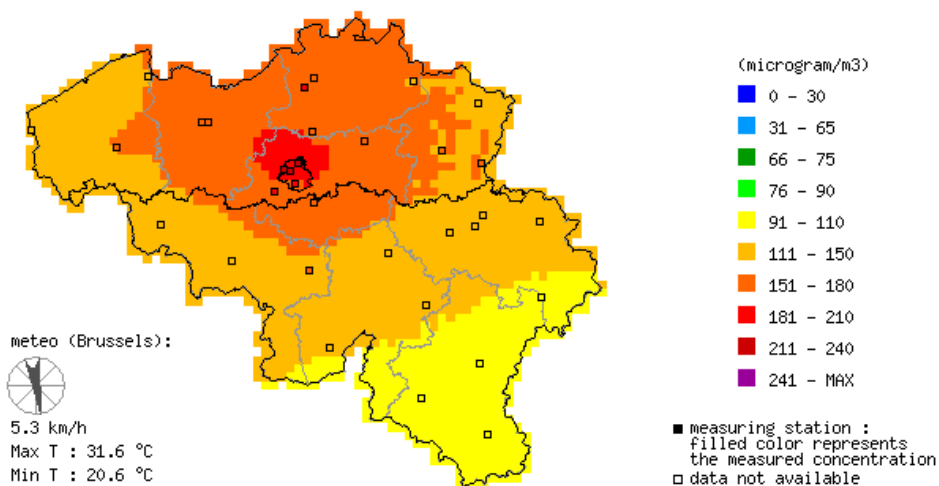 (microgram/m3)
0 - 30
31 - 65
66 - 75
76 - 90
91 - 110
111 - 150
151 - 180
181 - 210
211 - 240
241 - MAX
meteo (Brussels):
5.3 km/h
Max T : 31.6 °C
Min T : 20.6 °C
measuring station :
filled color represents
the measured concentration
data not available